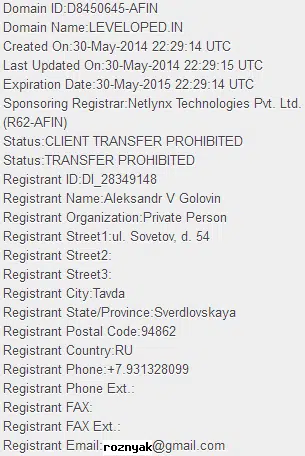 Domain ID:D8450645-AFIN
Domain Name:LEVELOPED.IN
Created On:30-May-2014 22:29:14 UTC
Last Updated On:30-May-2014 22:29:15 UTC
Expiration Date:30-May-2015 22:29:14 UTC
Sponsoring Registrar:Netlynx Technologies Pvt. Ltd.
(R62-AFIN)
Status:CLIENT TRANSFER PROHIBITED
Status:TRANSFER PROHIBITED
Registrant ID:DI_28349148
Registrant Name:Aleksandr V Golovin
Registrant Organization:Private Person
Registrant Street1:ul. Sovetov, d. 54
Registrant Street2:
Registrant Street3:
Registrant City:Tavda
Registrant State/Province:Sverdlovskaya
Registrant Postal Code:94862
Registrant Country:RU
Registrant Phone:+7.931328099
Registrant Phone Ext.:
Registrant FAX:
Registrant FAX Ext.:
Registrant Email:roznyak@gmail.com